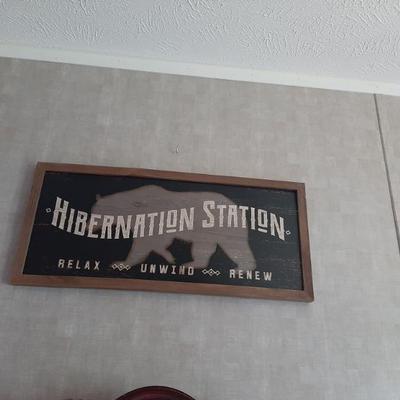 HIBERNATION STATION
RELAX UNWIND RENEW